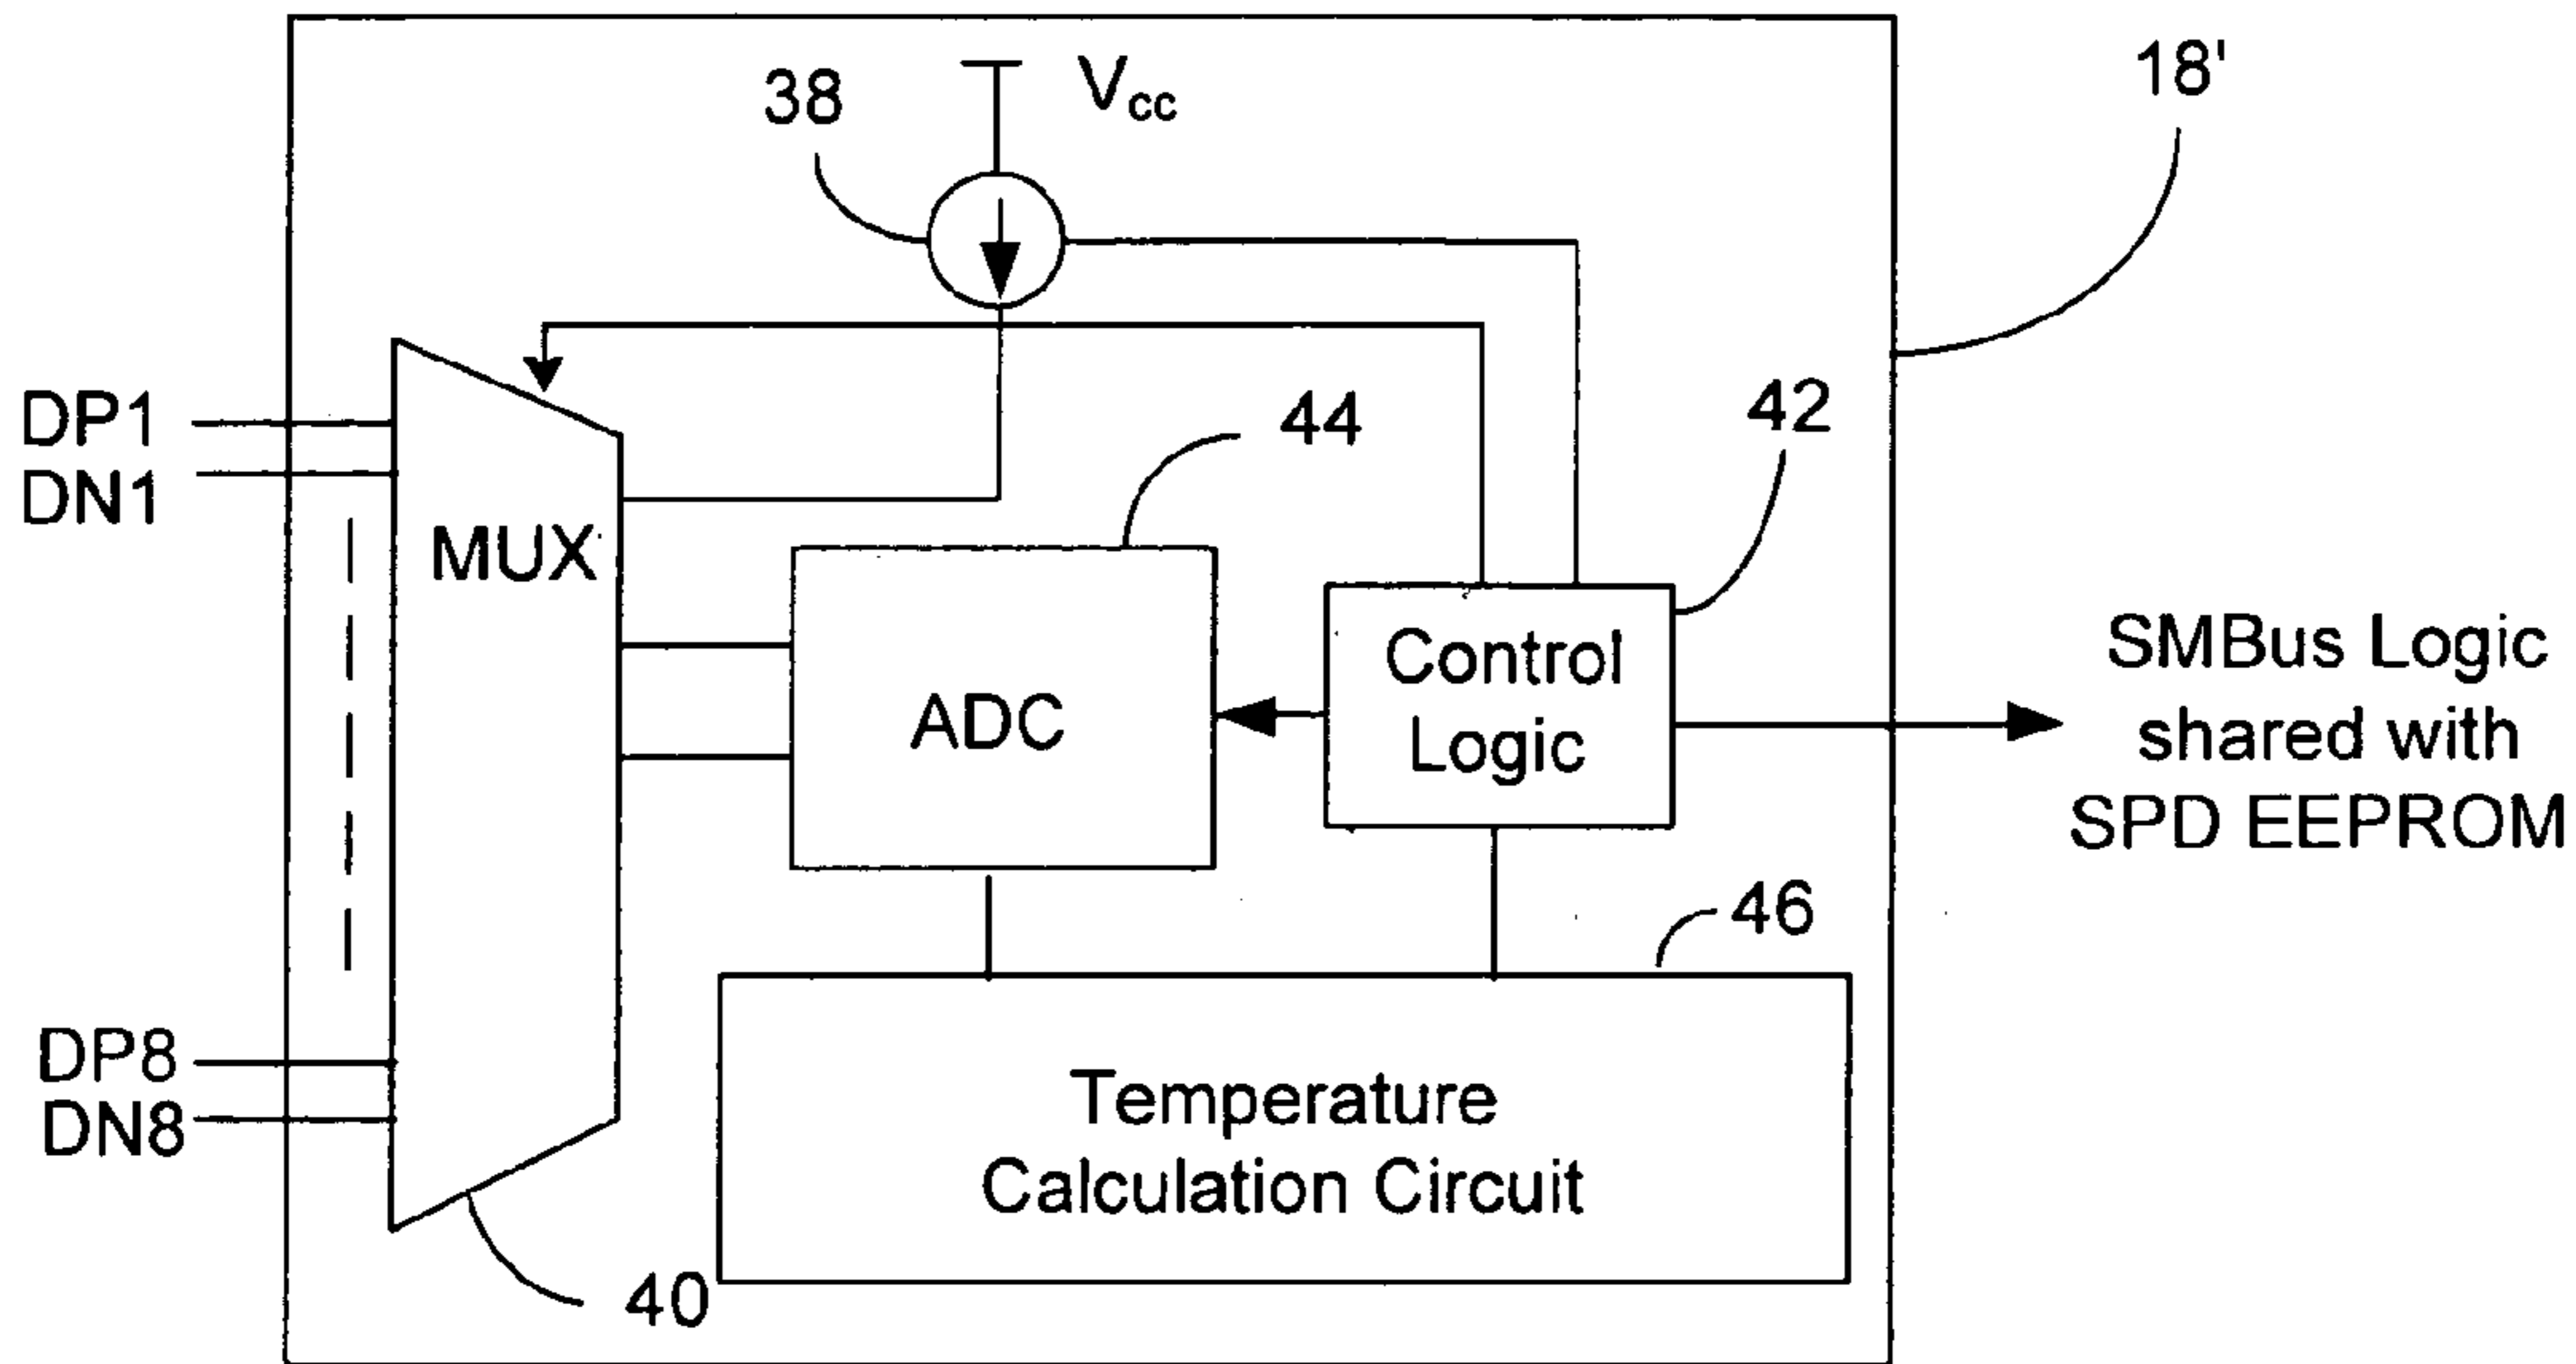 18'
38
Vcc
DP1
DN1
44
42
MUX
ADC
Control
Logic
SMBus Logic
shared with
SPD EEPROM
46
DP8
DN8
Temperature
Calculation Circuit
40